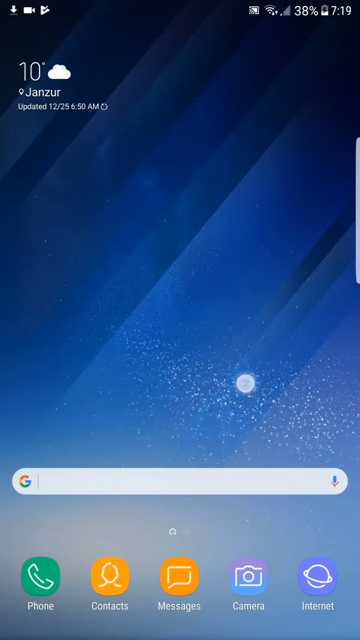 38% 7:19
10°
Janzur
Updated 12/25 6:50 AM
G
Phone
Contacts
Messages
Camera
Internet